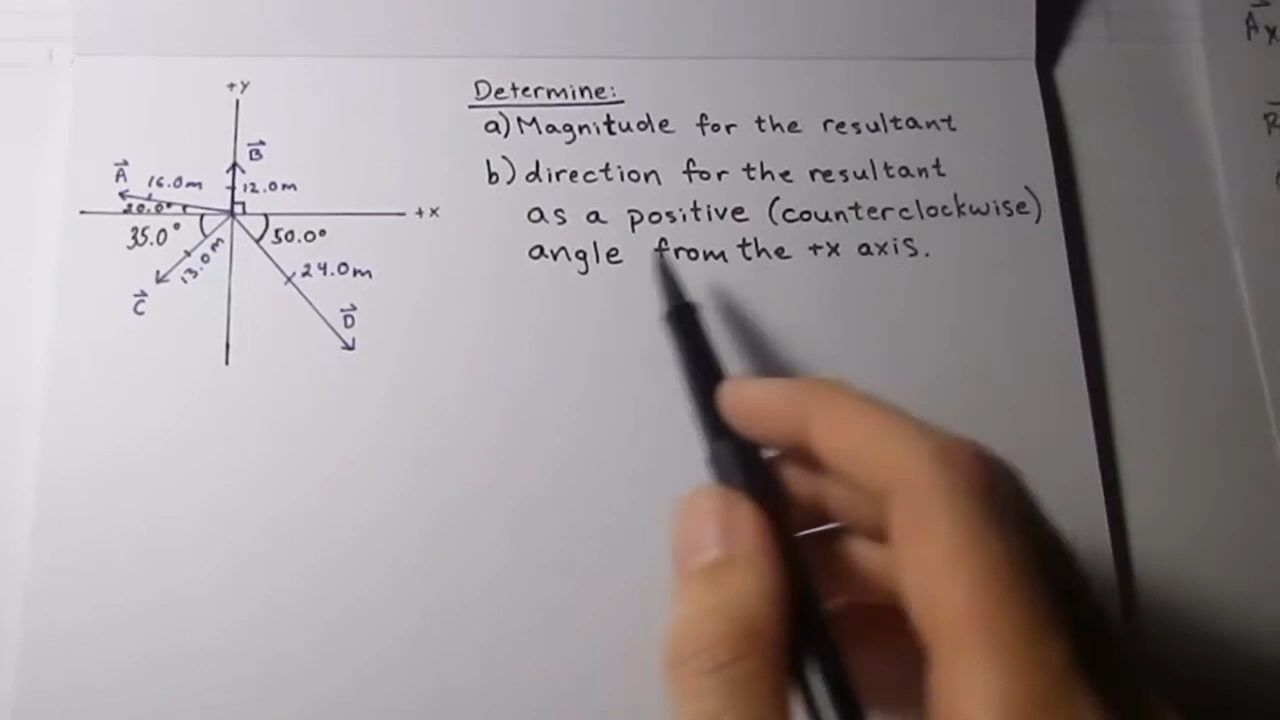 +y
B
A
16.0m
12.0m
20.0°
+x
35.0°
50.0°
13.0m
24.0m
C
D
Determine:
a) Magnitude for the resultant
b) direction for the resultant
as a positive (counterclockwise)
angle from the +x axis.
Ax